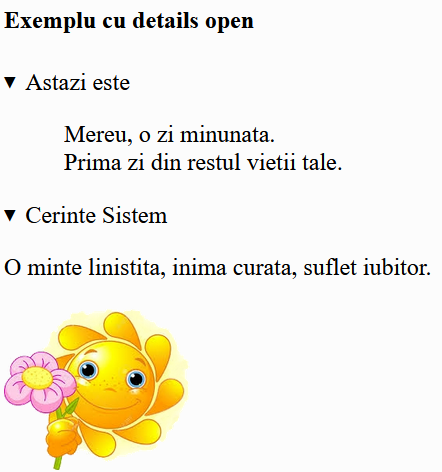 Exemplu cu details open
▼ Astazi este
Mereu, o zi minunata.
Prima zi din restul vietii tale.
▼ Cerinte Sistem
O minte linistita, inima curata, suflet iubitor.